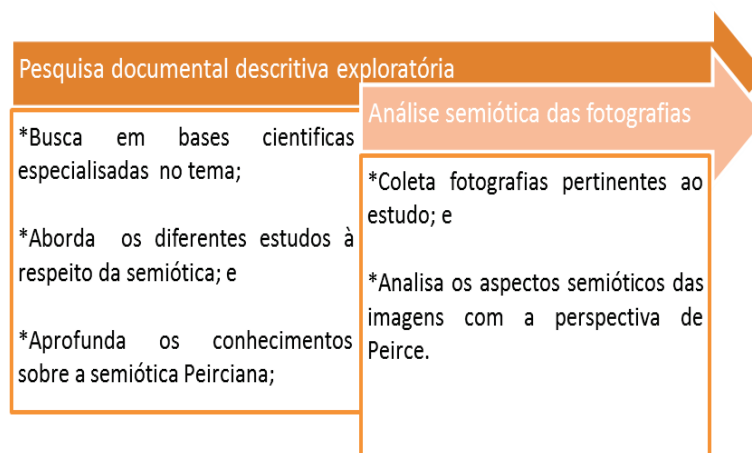 Pesquisa documental descritiva exploratória
*Busca em bases cientificas
especialisadas no tema;
*Aborda os diferentes estudos à
respeito da semiótica; e
*Aprofunda os conhecimentos
sobre a semiótica Peirciana;
Análise semiótica das fotografias
*Coleta fotografias pertinentes ao
estudo; e
*Analisa os aspectos semióticos das
imagens com a perspectiva de
Peirce.